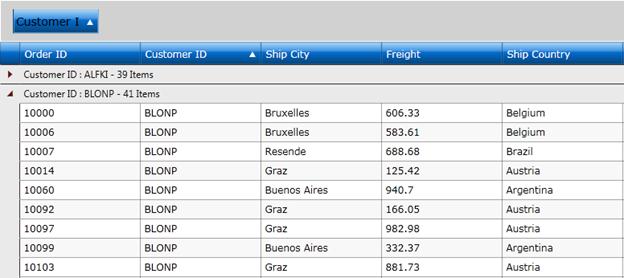 Customer I
Order ID Customer ID Ship City Freight Ship Country
Customer ID : ALFKI - 39 Items
Customer ID : BLONP - 41 Items
10000 BLONP Bruxelles 606.33 Belgium
10006 BLONP Bruxelles 583.61 Belgium
10007 BLONP Resende 688.68 Brazil
10014 BLONP Graz 125.42 Austria
10060 BLONP Buenos Aires 940.7 Argentina
10092 BLONP Graz 166.05 Austria
10097 BLONP Graz 982.98 Austria
10099 BLONP Buenos Aires 332.37 Argentina
10103 BLONP Graz 881.73 Austria